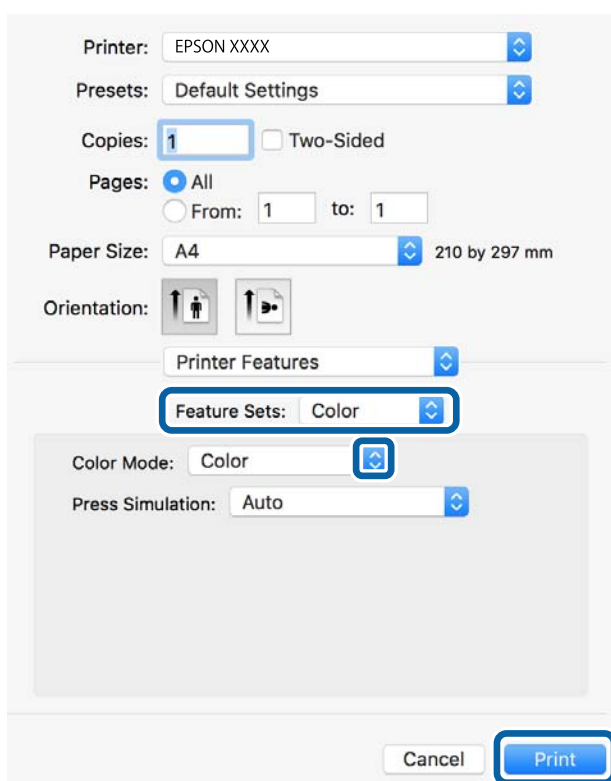 Printer: EPSON XXXX
Presets: Default Settings
Copies: 1 Two-Sided
Pages: All
From: 1 to: 1
Paper Size: A4 210 by 297 mm
Orientation:
Printer Features
Feature Sets: Color
Color Mode: Color
Press Simulation: Auto
Cancel Print